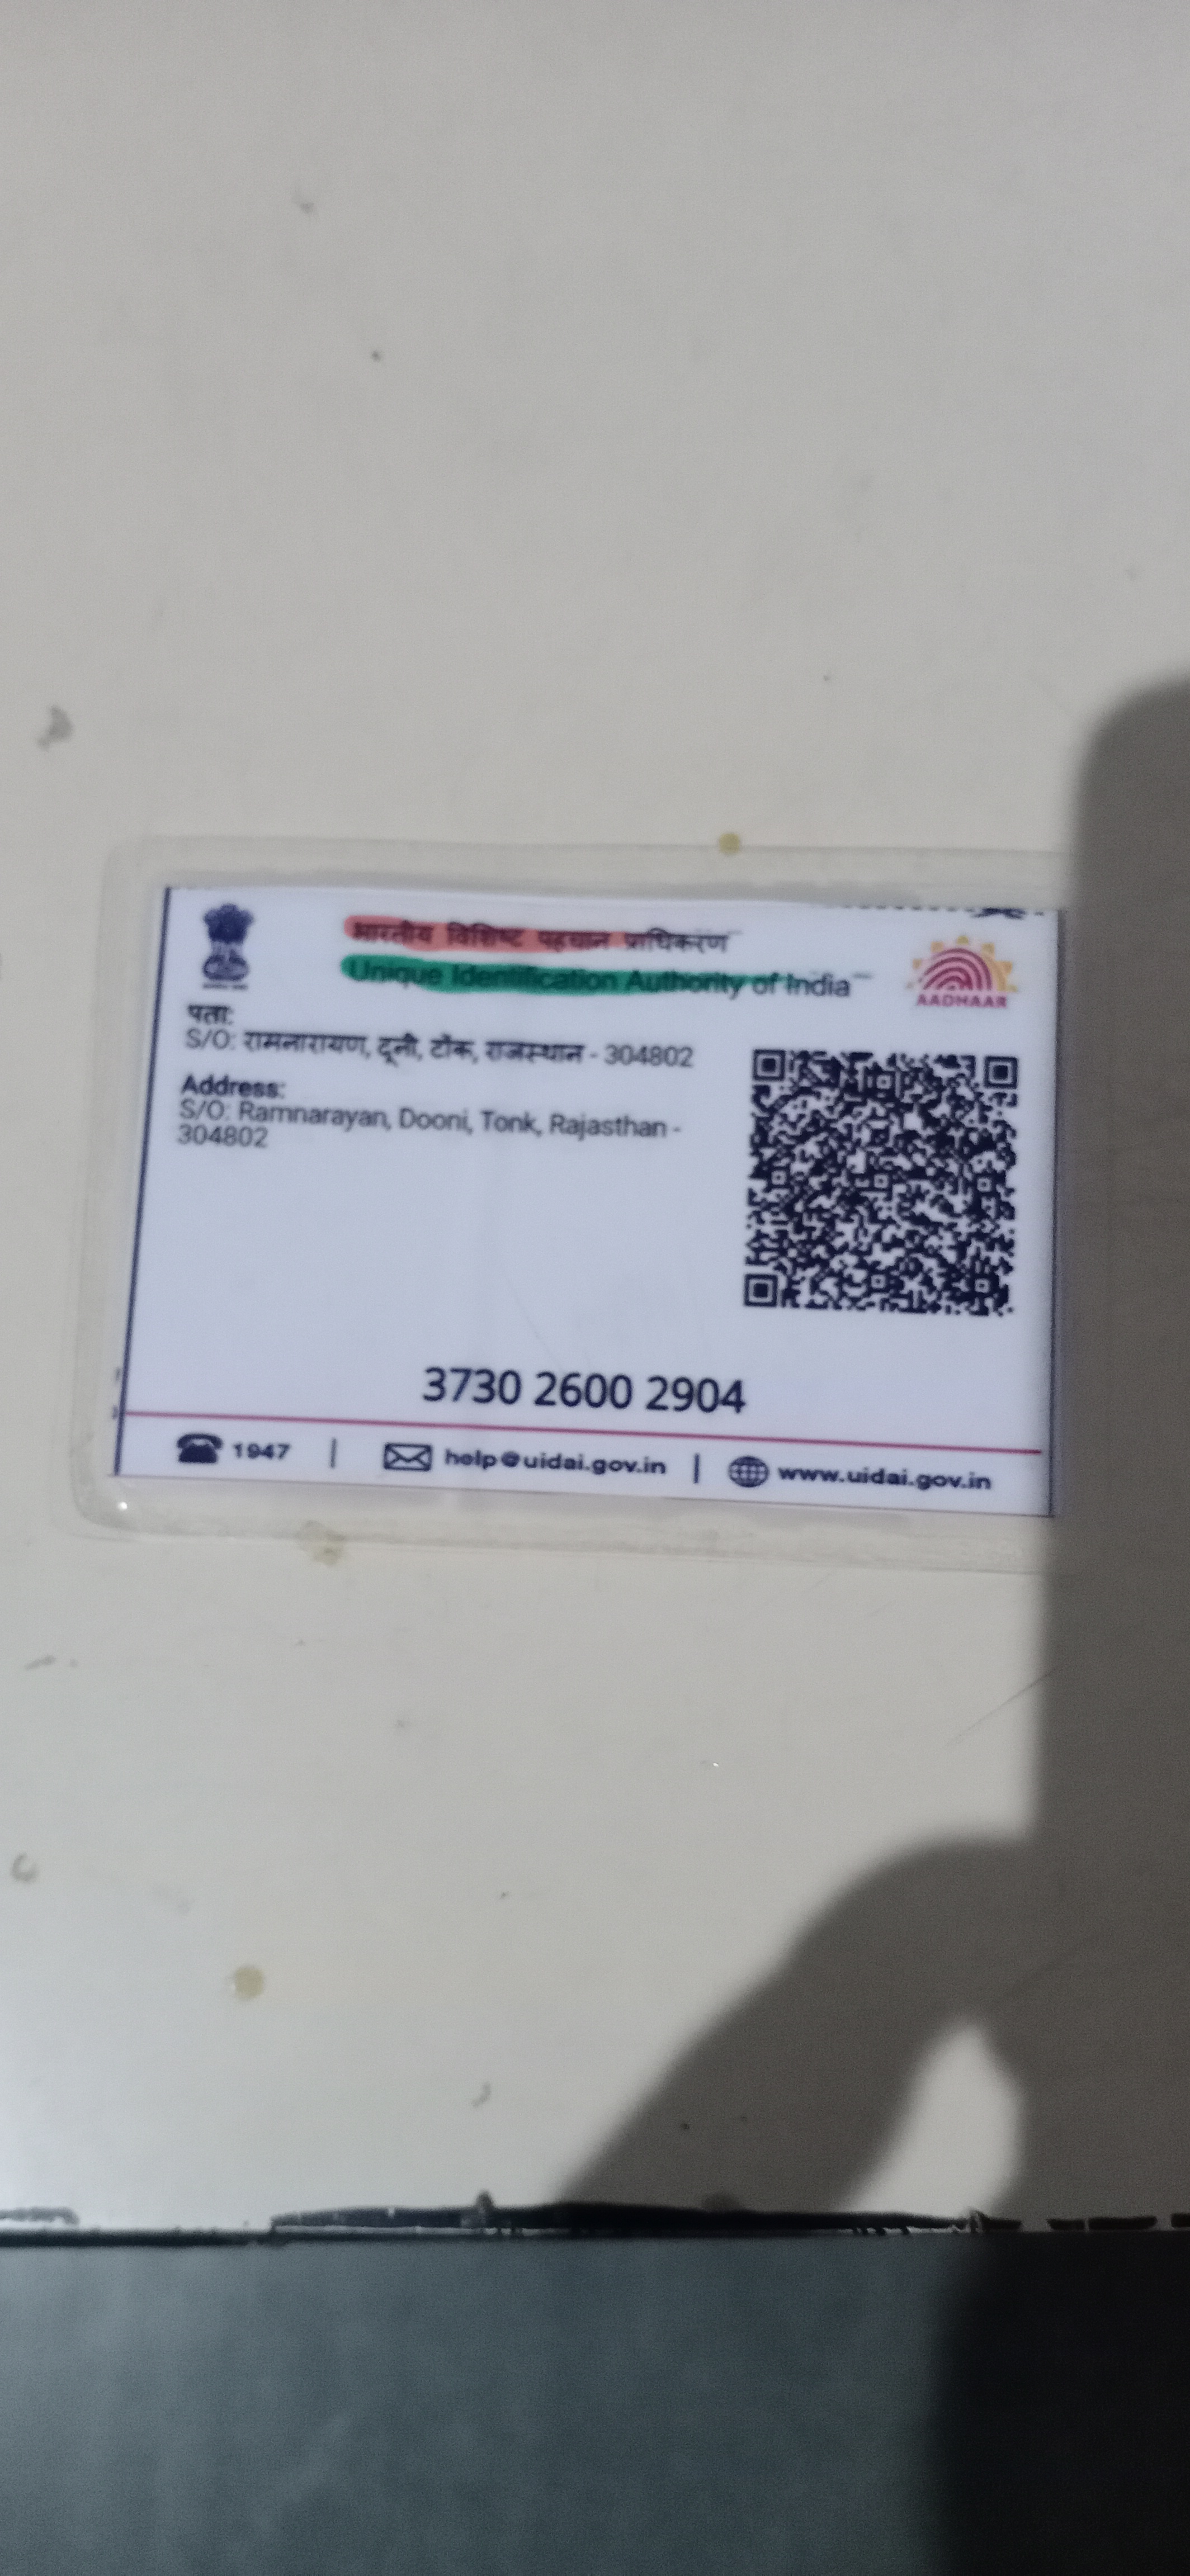 भारतीय विशिष्ट पहचान प्राधिकरण
Unique Identification Authority of India
AADHAAR
पता:
S/O: रामनारायण, दूनी, टोंक, राजस्थान - 304802
Address:
S/O: Ramnarayan, Dooni, Tonk, Rajasthan -
304802
3730 2600 2904
1947 | help@uidai.gov.in | www.uidai.gov.in